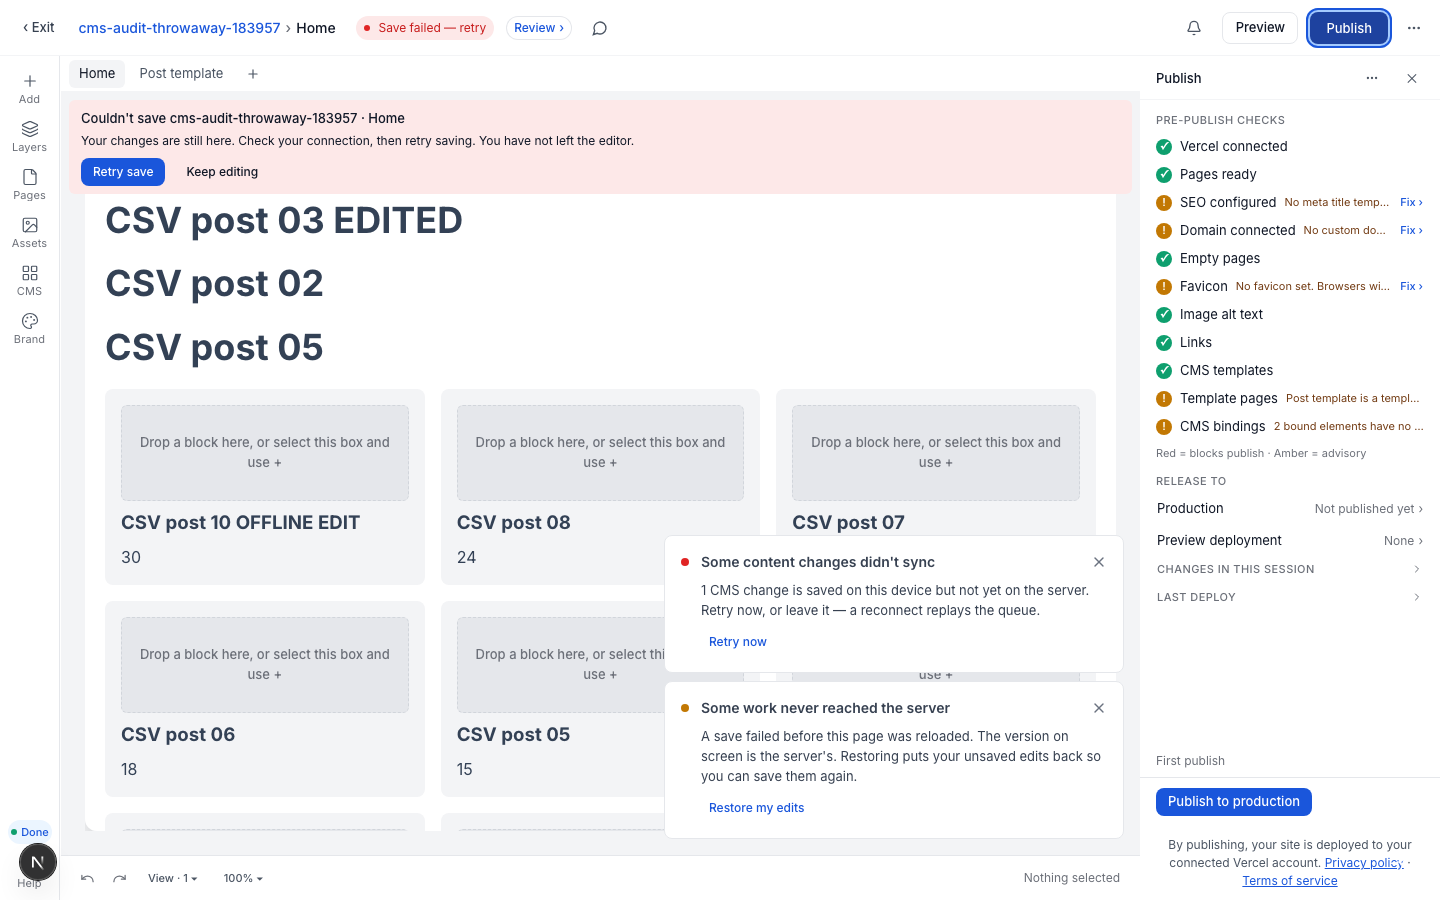 ‹ Exit
cms-audit-throwaway-183957 › Home
Save failed — retry
Review ›
Preview
Publish
Add
Layers
Pages
Assets
CMS
Brand
Done
N
Help
Home
Post template
Couldn't save cms-audit-throwaway-183957 · Home
Your changes are still here. Check your connection, then retry saving. You have not left the editor.
Retry save
Keep editing
CSV post 03 EDITED
CSV post 02
CSV post 05
Drop a block here, or select this box and
use +
CSV post 10 OFFLINE EDIT
30
Drop a block here, or select this box and
use +
CSV post 08
24
Drop a block here, or select this box and
use +
CSV post 07
Drop a block here, or select this box and
use +
CSV post 06
18
Drop a block here, or select thi
use +
CSV post 05
15
use +
Some content changes didn't sync
1 CMS change is saved on this device but not yet on the server.
Retry now, or leave it — a reconnect replays the queue.
Retry now
Some work never reached the server
A save failed before this page was reloaded. The version on
screen is the server's. Restoring puts your unsaved edits back so
you can save them again.
Restore my edits
View · 1
100%
Nothing selected
Publish
PRE-PUBLISH CHECKS
Vercel connected
Pages ready
SEO configured No meta title temp... Fix ›
Domain connected No custom do... Fix ›
Empty pages
Favicon No favicon set. Browsers wi... Fix ›
Image alt text
Links
CMS templates
Template pages Post template is a templ...
CMS bindings 2 bound elements have no ...
Red = blocks publish · Amber = advisory
RELEASE TO
Production Not published yet ›
Preview deployment None ›
CHANGES IN THIS SESSION
LAST DEPLOY
First publish
Publish to production
By publishing, your site is deployed to your
connected Vercel account. Privacy policy ·
Terms of service